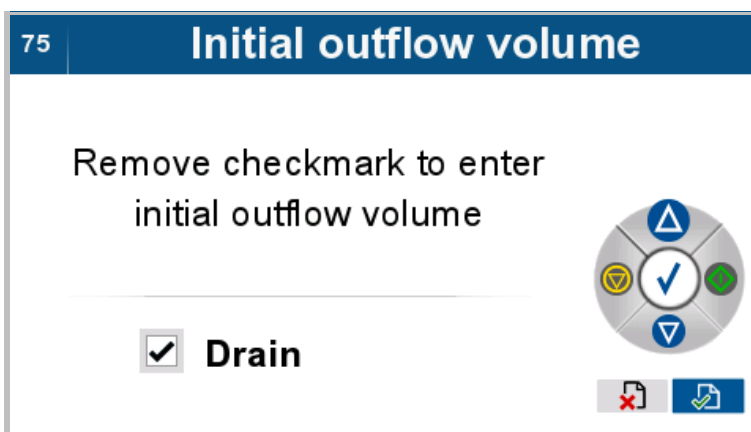 75
Initial outflow volume
Remove checkmark to enter
initial outflow volume
Drain